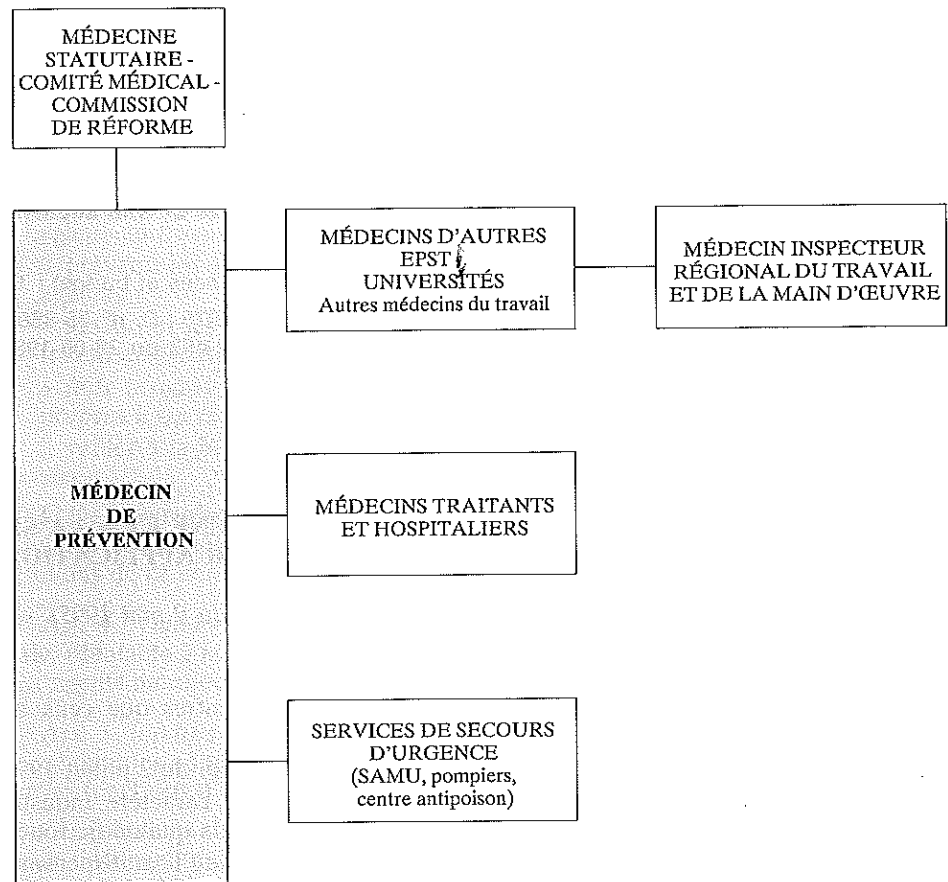 MÉDECINE
STATUTAIRE -
COMITÉ MÉDICAL -
COMMISSION
DE RÉFORME
MÉDECINS D'AUTRES
EPST
UNIVERSITÉS
Autres médecins du travail
MÉDECIN INSPECTEUR
RÉGIONAL DU TRAVAIL
ET DE LA MAIN D'ŒUVRE
MÉDECIN
DE
PRÉVENTION
MÉDECINS TRAITANTS
ET HOSPITALIERS
SERVICES DE SECOURS
D'URGENCE
(SAMU, pompiers,
centre antipoison)